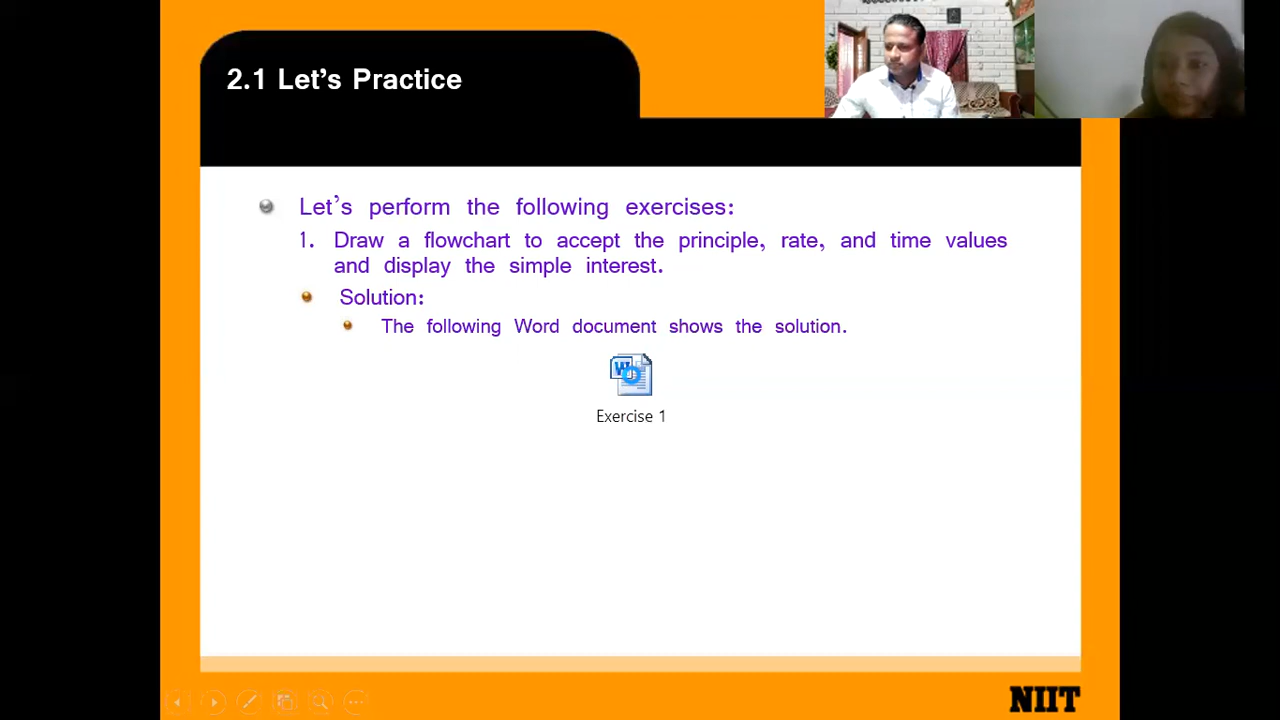 2.1 Let's Practice
Let's perform the following exercises:
1. Draw a flowchart to accept the principle, rate, and time values
and display the simple interest.
Solution:
The following Word document shows the solution.
W
Exercise 1
NIIT